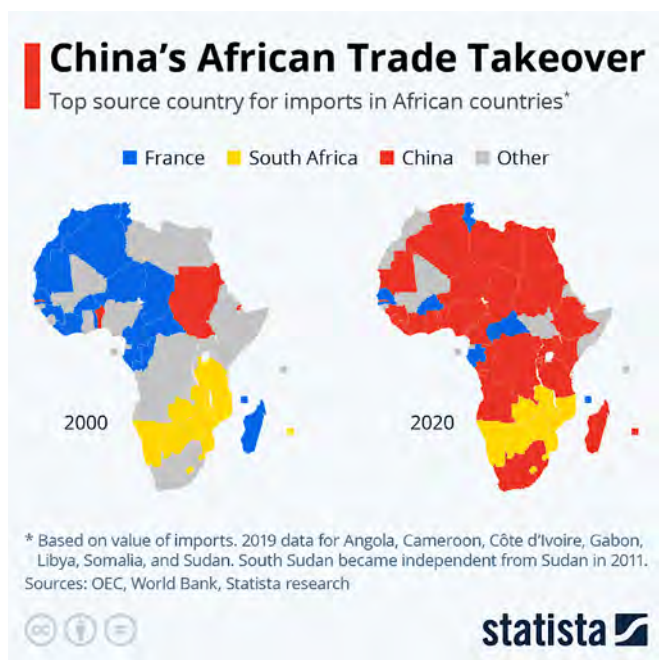 China's African Trade Takeover
Top source country for imports in African countries*
France South Africa China Other
2000 2020
* Based on value of imports. 2019 data for Angola, Cameroon, Côte d'Ivoire, Gabon,
Libya, Somalia, and Sudan. South Sudan became independent from Sudan in 2011.
Sources: OEC, World Bank, Statista research
cc
statista